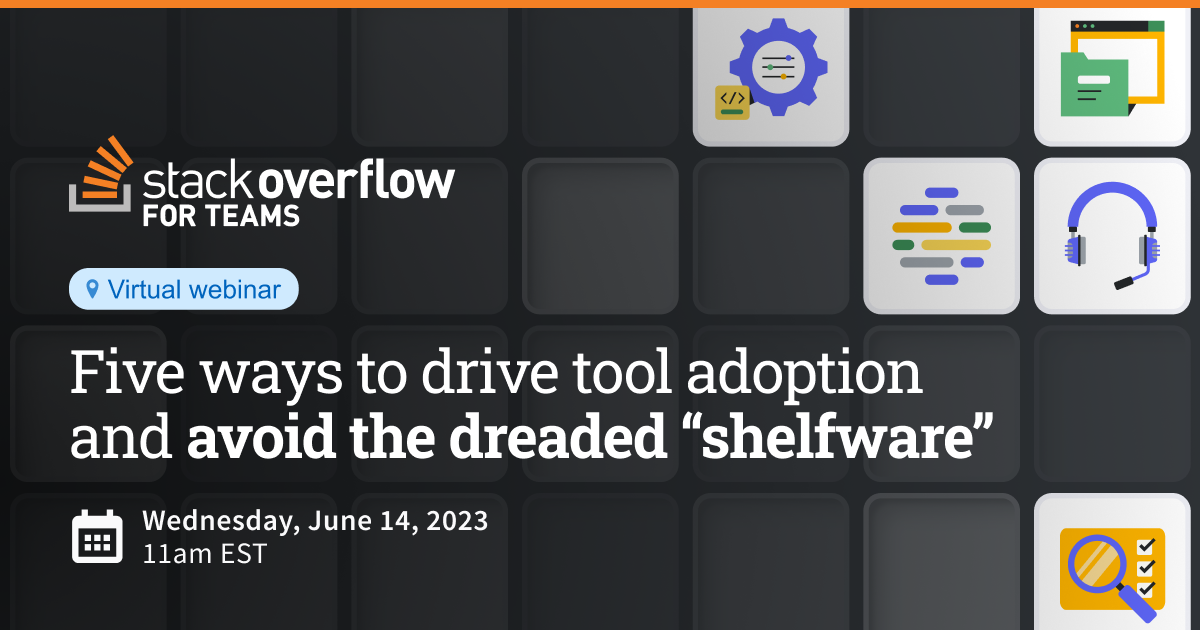 </>
stack overflow
FOR TEAMS
Virtual webinar
Five ways to drive tool adoption
and avoid the dreaded “shelfware”
Wednesday, June 14, 2023
11am EST